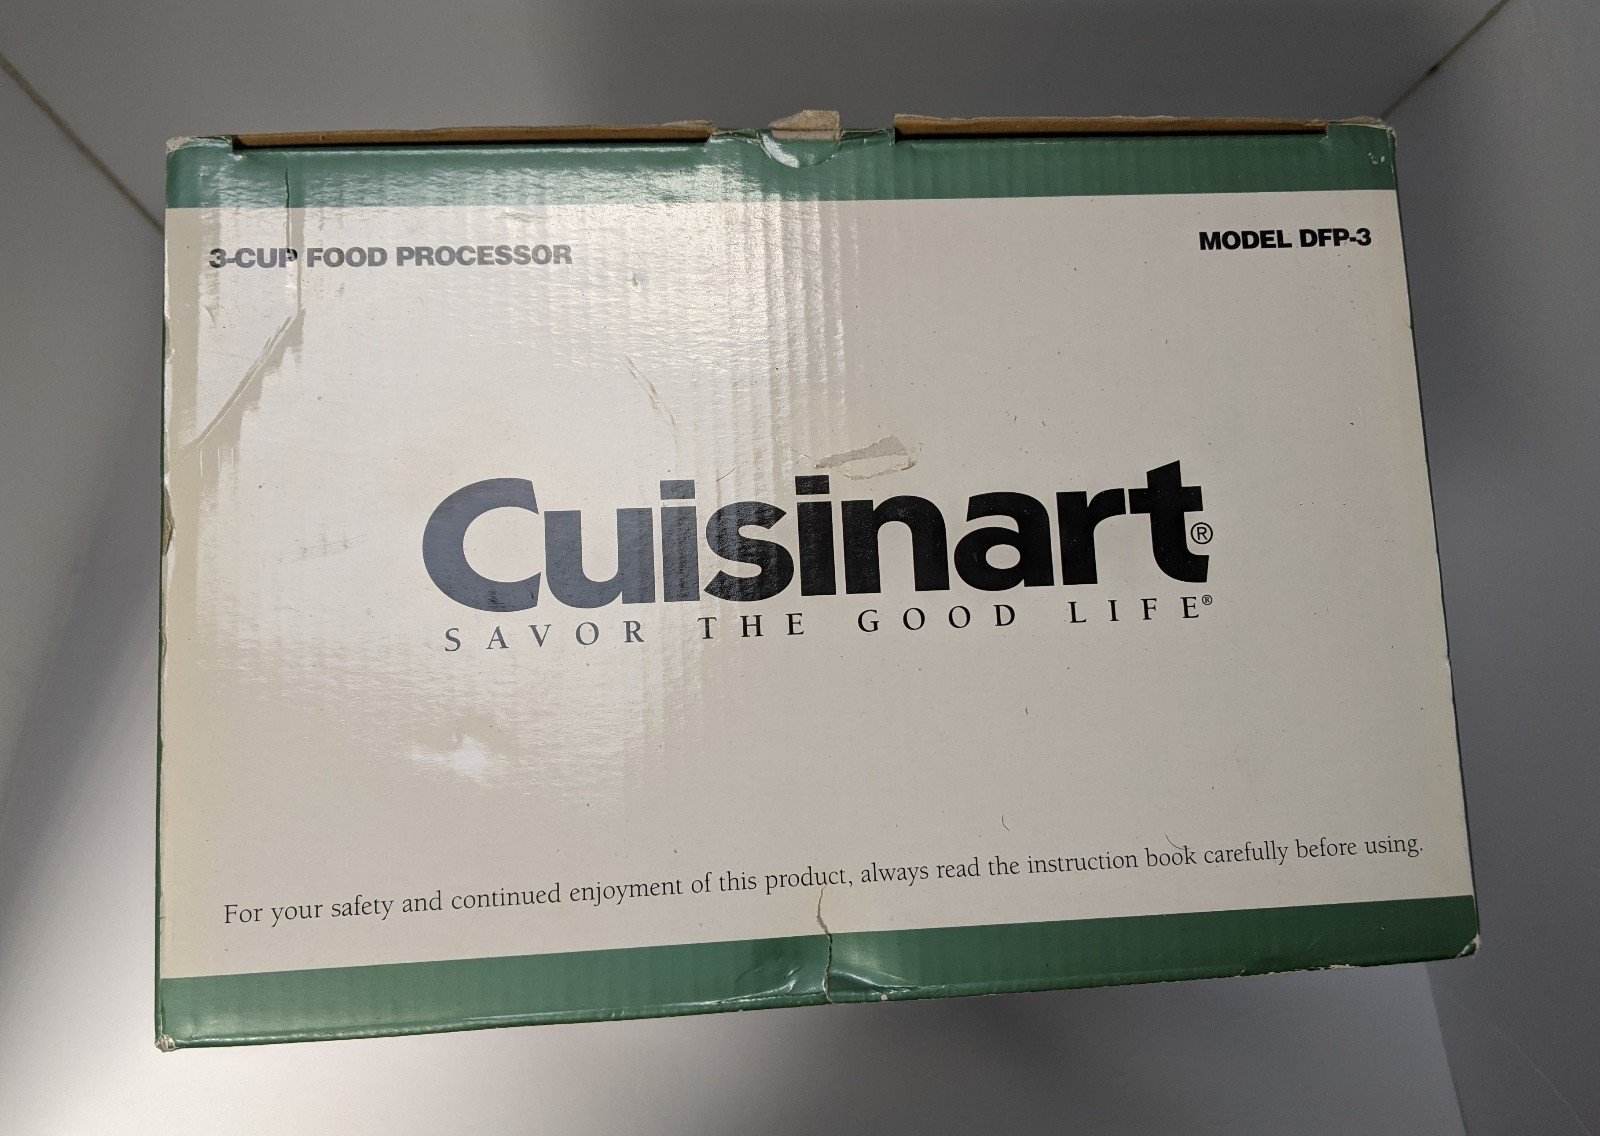 3-CUP FOOD PROCESSOR
MODEL DFP-3
Cuisinart®
SAVOR THE GOOD LIFE®
For your safety and continued enjoyment of this product, always read the instruction book carefully before using.